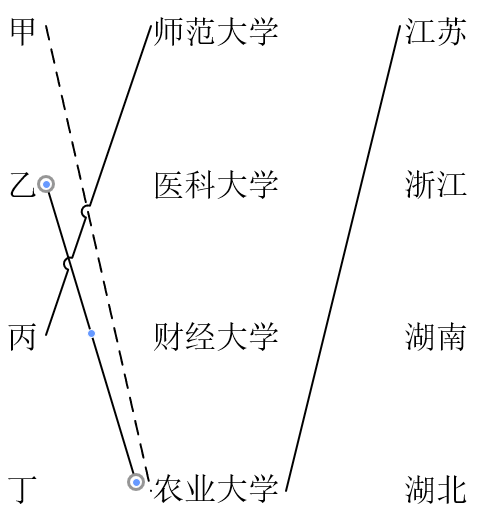 甲 师范大学 江苏
乙 医科大学 浙江
丙 财经大学 湖南
丁 农业大学 湖北